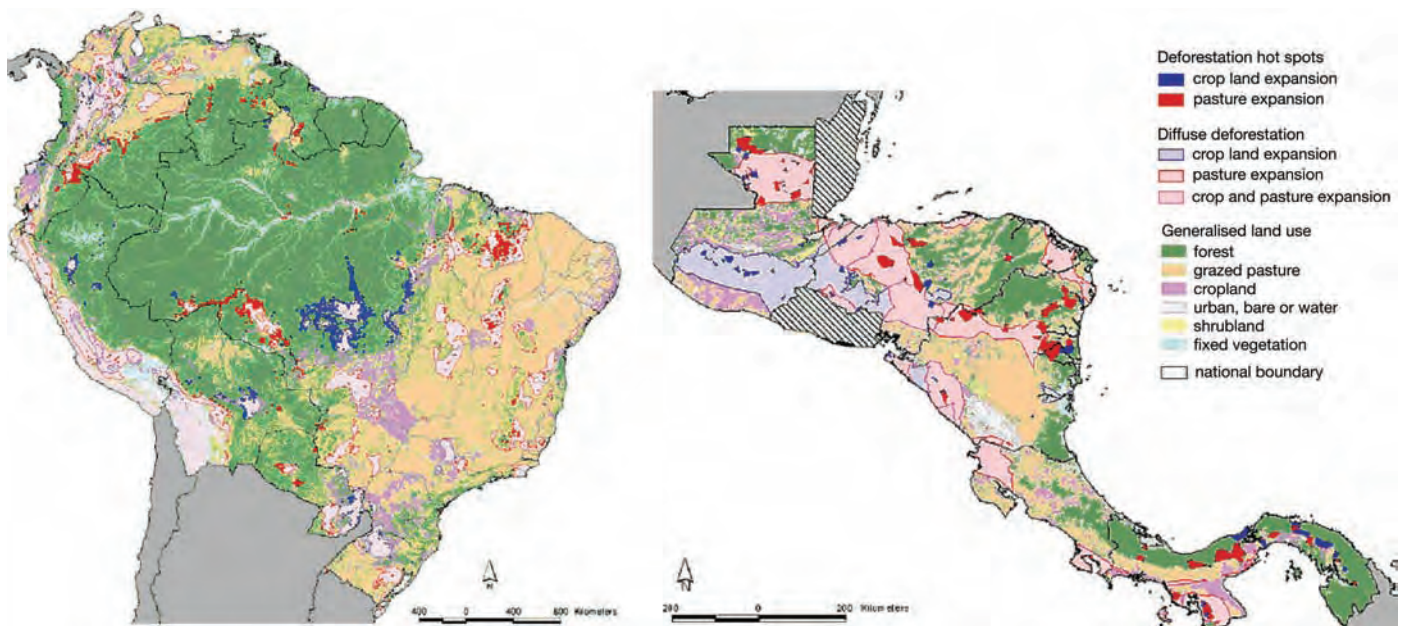 Deforestation hot spots
crop land expansion
pasture expansion
Diffuse deforestation
crop land expansion
pasture expansion
crop and pasture expansion
Generalised land use
forest
grazed pasture
cropland
urban, bare or water
shrubland
fixed vegetation
national boundary
N
400 0 400 800 Kilometers
N
200 0 200 Kilometers